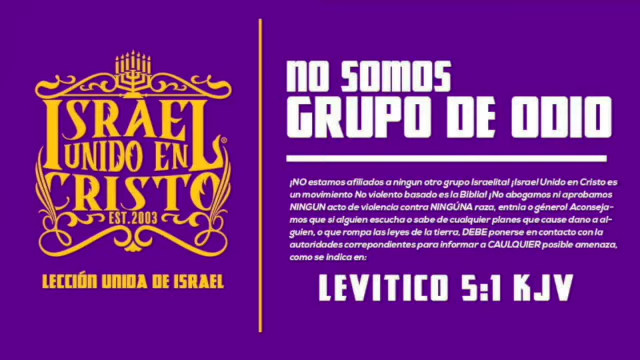 ISRAEL
UNIDO EN
CRISTO
EST. 2003
LECCIÓN UNIDA DE ISRAEL
NO SOMOS
GRUPO DE ODIO
¡NO estamos afiliados a ningun otro grupo Israelita! ¡Israel Unido en Cristo es
un movimiento No violento basado es la Biblia! ¡No abogamos ni aprobamos
NINGUN acto de violencia contra NINGÚNA raza, entnia o género! Aconseja-
mos que si alguien escucha o sabe de cualquier planes que cause dano a al-
guien, o que rompa las leyes de la tierra, DEBE ponerse en contacto con la
autoridades correpondientes para informar a CAULQUIER posible amenaza,
como se indica en:
LEVITICO 5:1 KJV